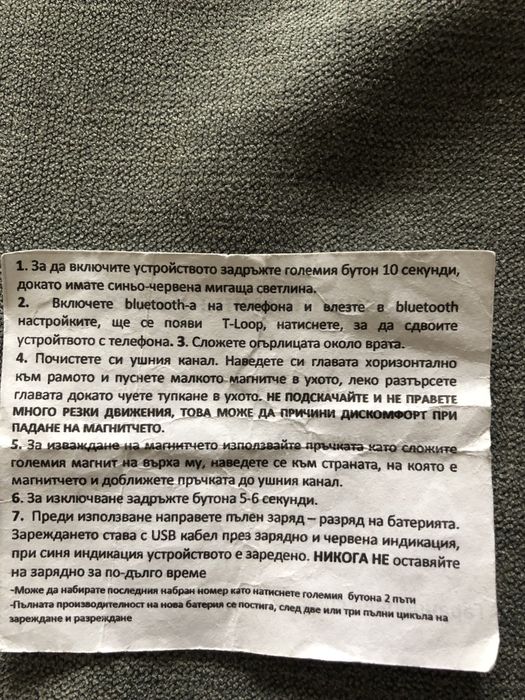 1. За да включите устройството задръжте големия бутон 10 секунди,
докато имате синьо-червена мигаща светлина.
2. Включете bluetooth-а на телефона и влезте в bluetooth
настройките, ще се появи T-Loop, натиснете, за да сдвоите
устройтвото с телефона. 3. Сложете огърлицата около врата.
4. Почистете си ушния канал. Наведете си главата хоризонтално
към рамото и пуснете малкото магнитче в ухото, леко разтърсете
главата докато чуете тупкане в ухото. НЕ ПОДСКАЧАЙТЕ И НЕ ПРАВЕТЕ
МНОГО РЕЗКИ ДВИЖЕНИЯ, ТОВА МОЖЕ ДА ПРИЧИНИ ДИСКОМФОРТ ПРИ
ПАДАНЕ НА МАГНИТЧЕТО.
5. За изваждане на магнитчето използвайте пръчката като сложите
големия магнит на върха му, наведете се към страната, на която е
магнитчето и доближете пръчката до ушния канал.
6. За изключване задръжте бутона 5-6 секунди.
7. Преди използване направете пълен заряд – разряд на батерията.
Зареждането става с USB кабел през зарядно и червена индикация,
при синя индикация устройството е заредено. НИКОГА НЕ оставяйте
на зарядно за по-дълго време
-Може да набирате последния набран номер като натиснете големия бутона 2 пъти
-Пълната производителност на нова батерия се постига, след две или три пълни цикъла на
зареждане и разреждане